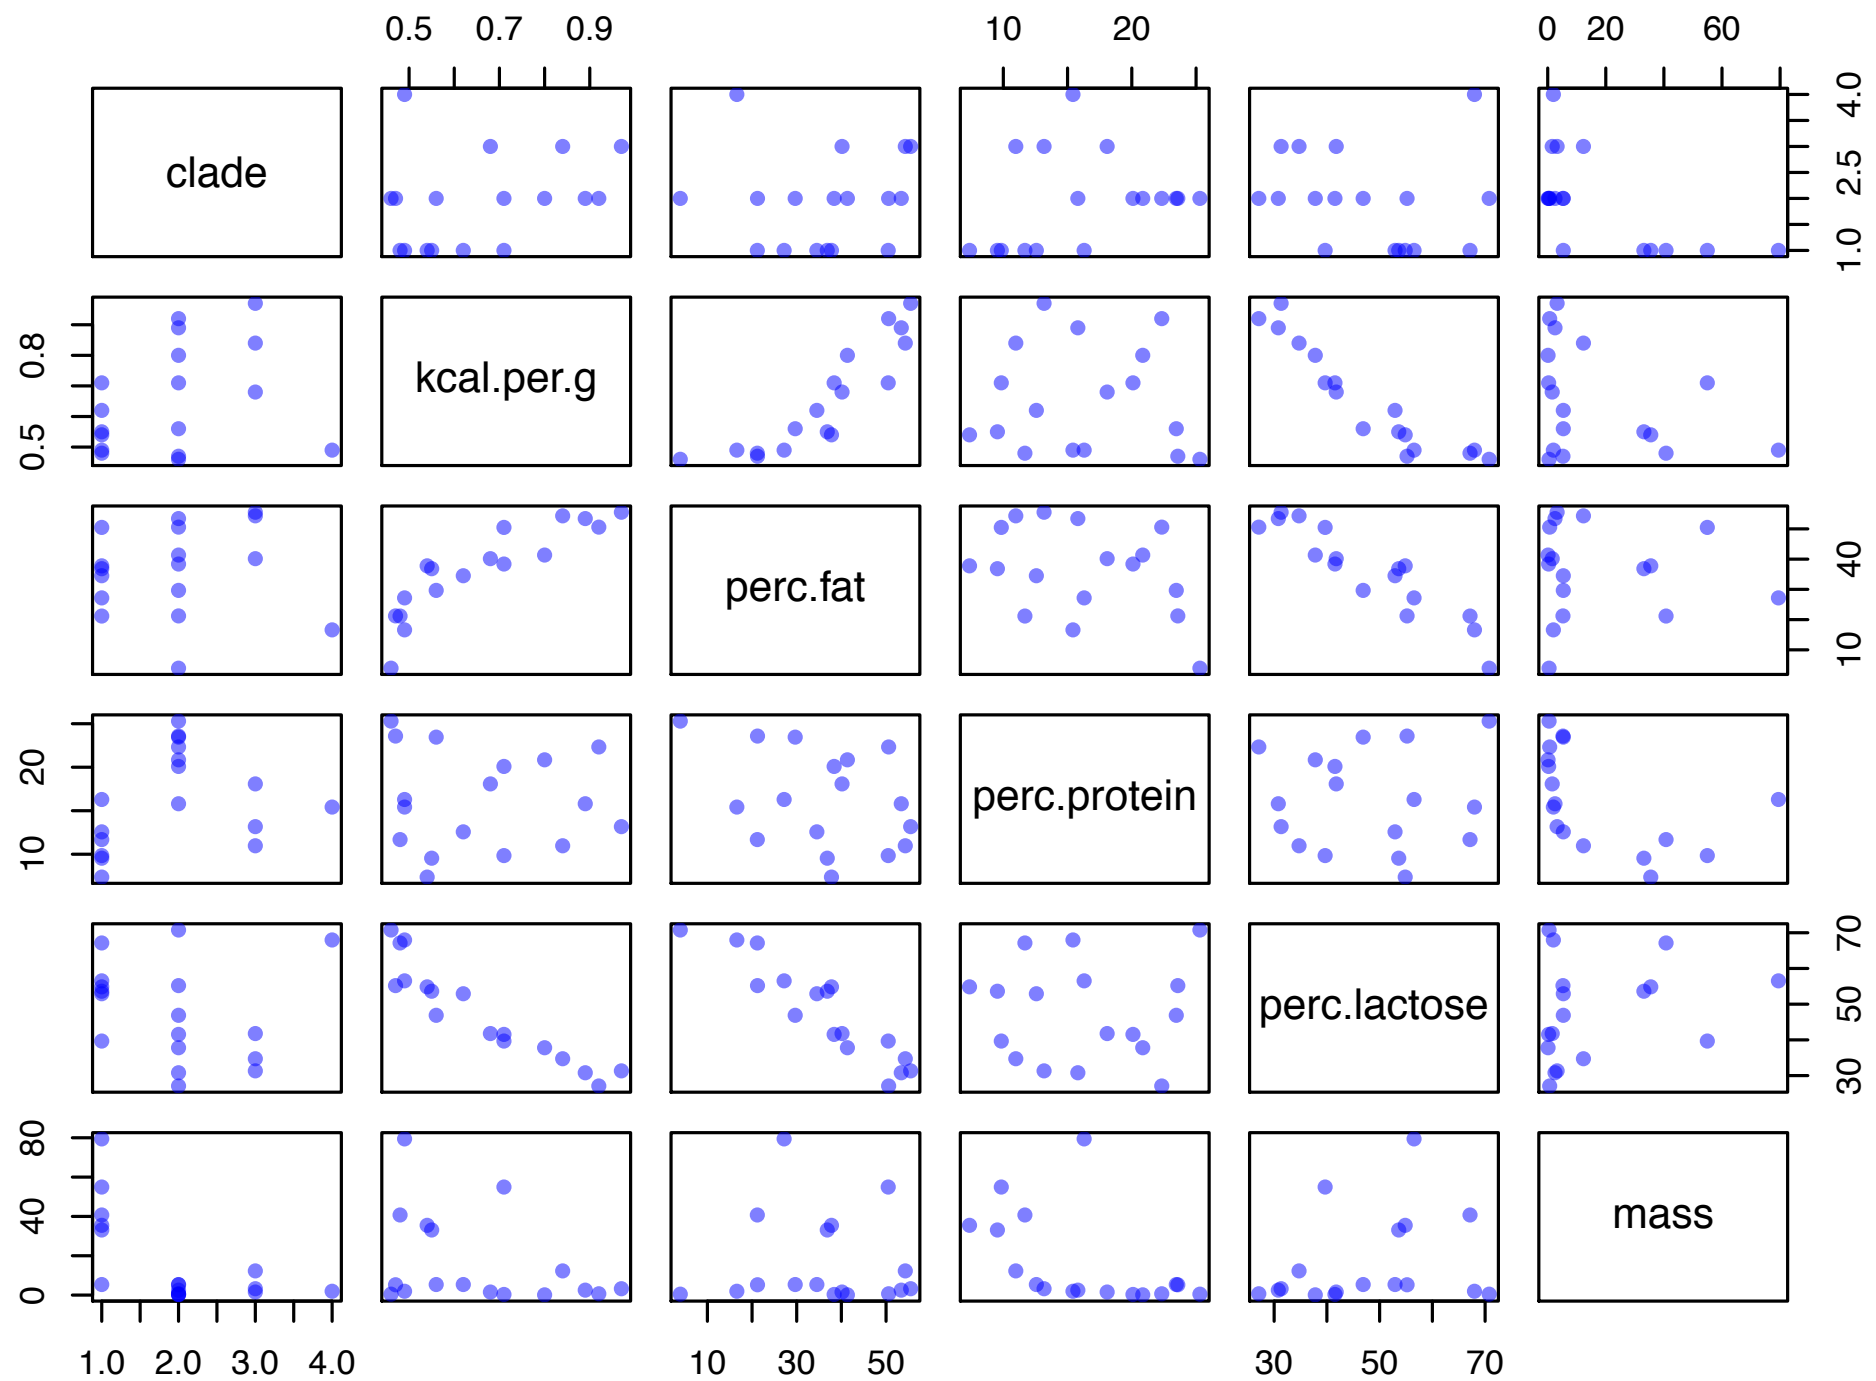 0.5 0.7 0.9 10 20 0 20 60
clade 1.0 2.5 4.0
0.5 0.8 kcal.per.g
perc.fat 10 40
10 20 perc.protein
perc.lactose 30 50 70
0 40 80 mass
1.0 2.0 3.0 4.0 10 30 50 30 50 70